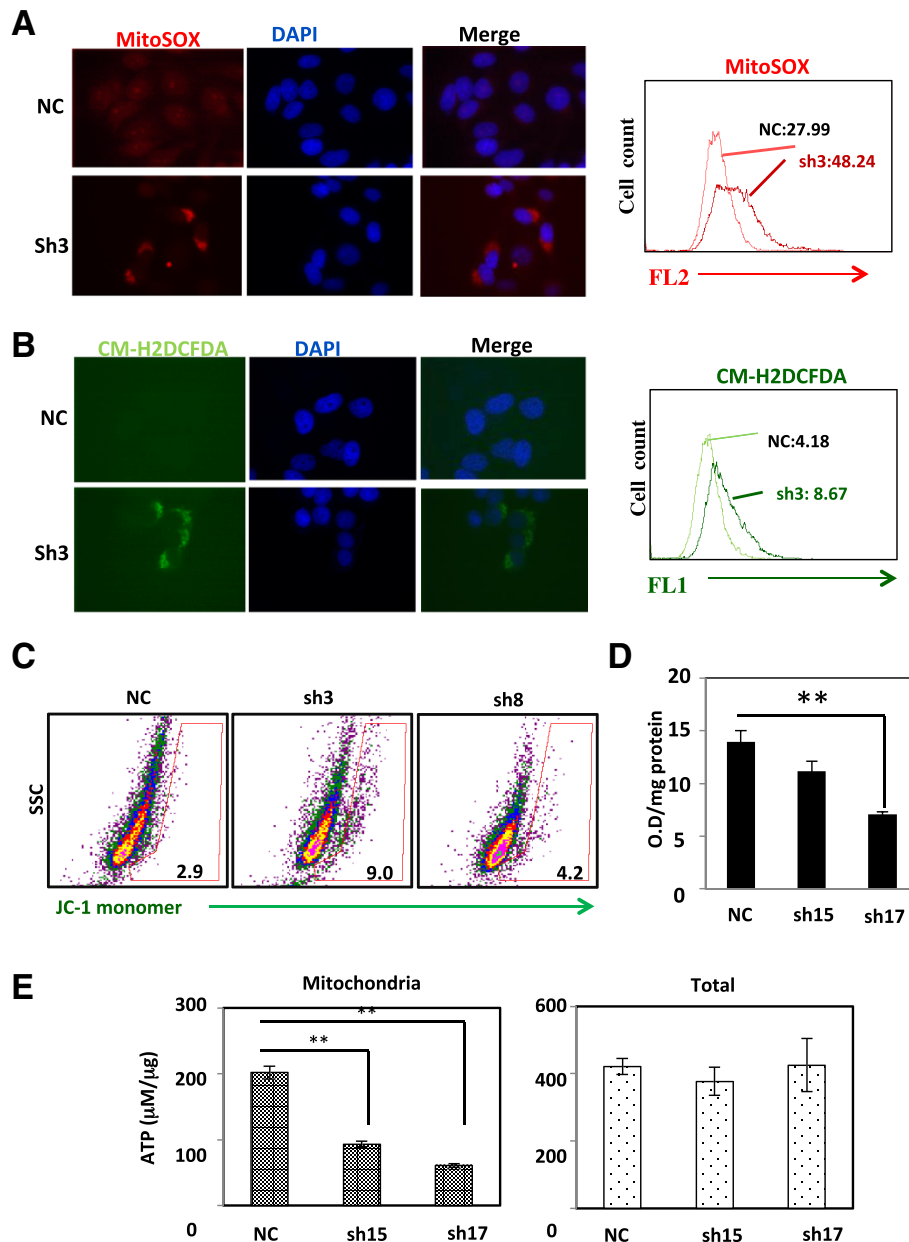 A
MitoSOX DAPI Merge
NC
Sh3
MitoSOX
Cell count
NC:27.99
sh3:48.24
FL2
B
CM-H2DCFDA DAPI Merge
NC
Sh3
CM-H2DCFDA
Cell count
NC:4.18
sh3: 8.67
FL1
C
NC sh3 sh8
SSC
2.9 9.0 4.2
JC-1 monomer
D
O.D/mg protein
20
15
10
5
0
**
NC sh15 sh17
E
Mitochondria
ATP (μM/μg)
300
200
100
0
**
**
NC sh15 sh17
Total
600
400
200
0
NC sh15 sh17